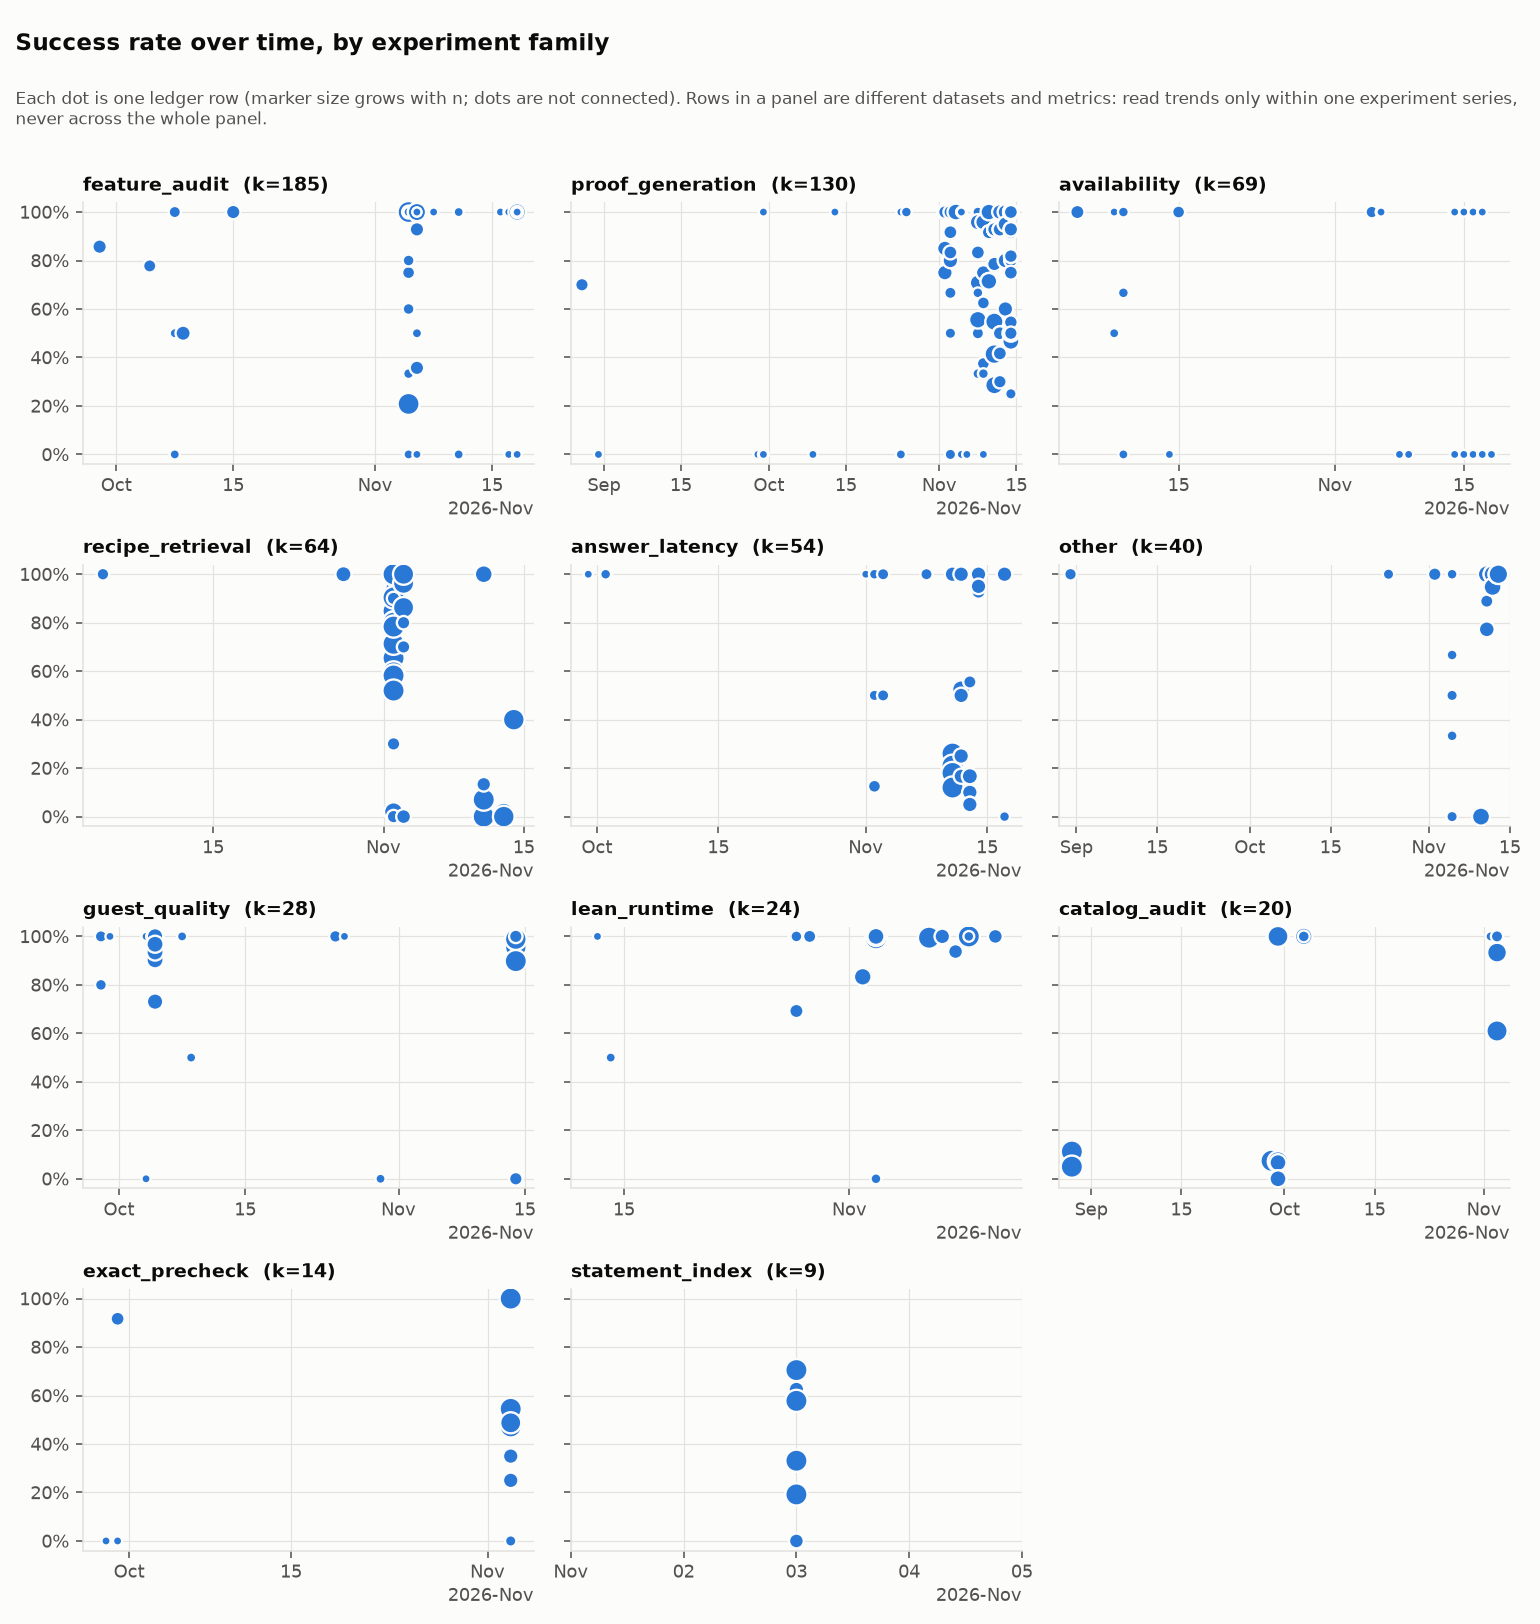 Success rate over time, by experiment family
Each dot is one ledger row (marker size grows with n; dots are not connected). Rows in a panel are different datasets and metrics: read trends only within one experiment series,
never across the whole panel.
feature_audit (k=185)
100%
80%
60%
40%
20%
0%
Oct 15 Nov 15
2026-Nov
proof_generation (k=130)
Sep 15 Oct 15 Nov 15
2026-Nov
availability (k=69)
15 Nov 15
2026-Nov
recipe_retrieval (k=64)
100%
80%
60%
40%
20%
0%
15 Nov 15
2026-Nov
answer_latency (k=54)
Oct 15 Nov 15
2026-Nov
other (k=40)
Sep 15 Oct 15 Nov 15
2026-Nov
guest_quality (k=28)
100%
80%
60%
40%
20%
0%
Oct 15 Nov 15
2026-Nov
lean_runtime (k=24)
15 Nov
2026-Nov
catalog_audit (k=20)
Sep 15 Oct 15 Nov
2026-Nov
exact_precheck (k=14)
100%
80%
60%
40%
20%
0%
Oct 15 Nov
2026-Nov
statement_index (k=9)
Nov 02 03 04 05
2026-Nov